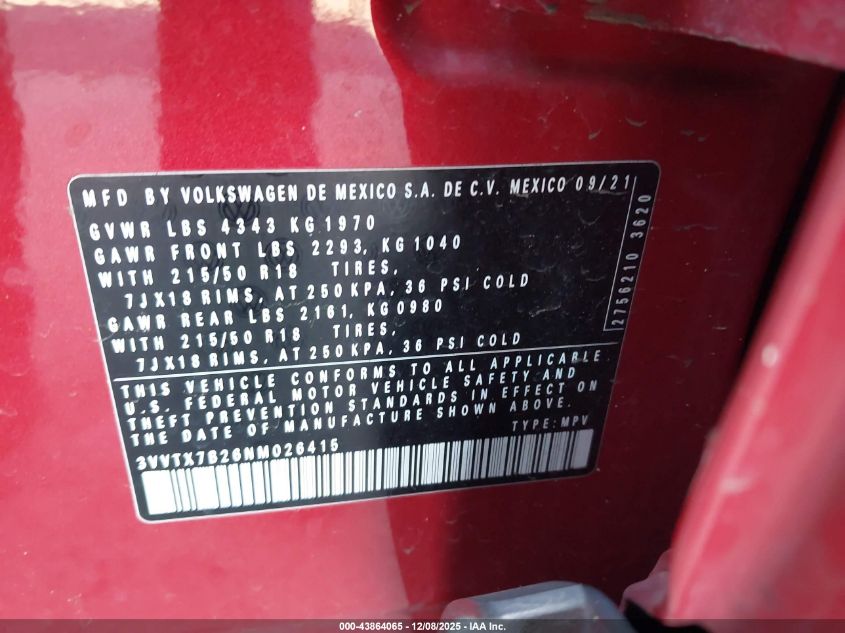 MFD BY VOLKSWAGEN DE MEXICO S.A. DE C.V. MEXICO 09/21
GVWR LBS 4343 KG 1970
GAWR FRONT LBS 2293, KG 1040
WITH 215/50 R18 TIRES,
7JX18 RIMS, AT 250 KPA, 36 PSI COLD
GAWR REAR LBS 2161, KG 0980
WITH 215/50 R18 TIRES,
7JX18 RIMS, AT 250 KPA, 36 PSI COLD
2756210 3620
THIS VEHICLE CONFORMS TO ALL APPLICABLE
U.S. FEDERAL MOTOR VEHICLE SAFETY AND
THEFT PREVENTION STANDARDS IN EFFECT ON
THE DATE OF MANUFACTURE SHOWN ABOVE.
TYPE: MPV
3VVTX7B26NM026415
000-43864065 - 12/08/2025 - IAA Inc.